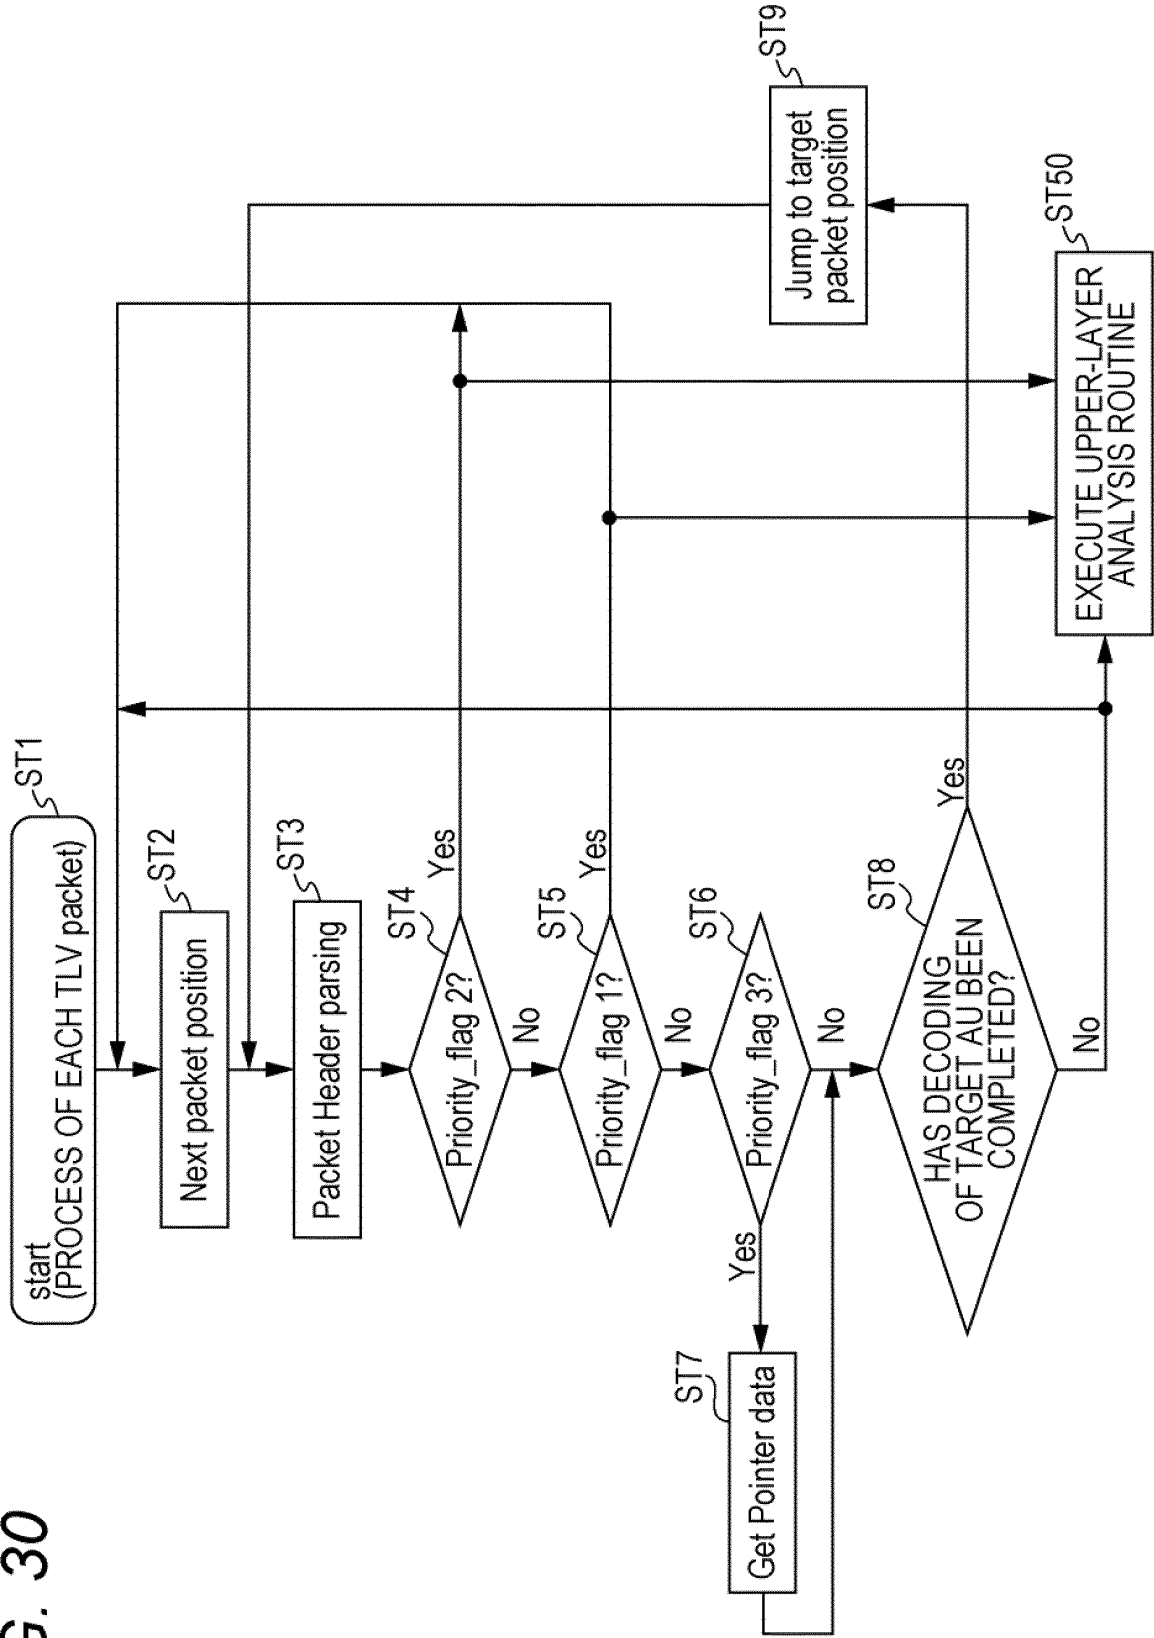 G. 30
start
(PROCESS OF EACH TLV packet)
ST1
Next packet position
ST2
Packet Header parsing
ST3
Priority_flag 2?
ST4
Yes
No
Priority_flag 1?
ST5
Yes
No
Priority_flag 3?
ST6
Yes
No
Get Pointer data
ST7
HAS DECODING
OF TARGET AU BEEN
COMPLETED?
ST8
Yes
No
Jump to target
packet position
ST9
EXECUTE UPPER-LAYER
ANALYSIS ROUTINE
ST50